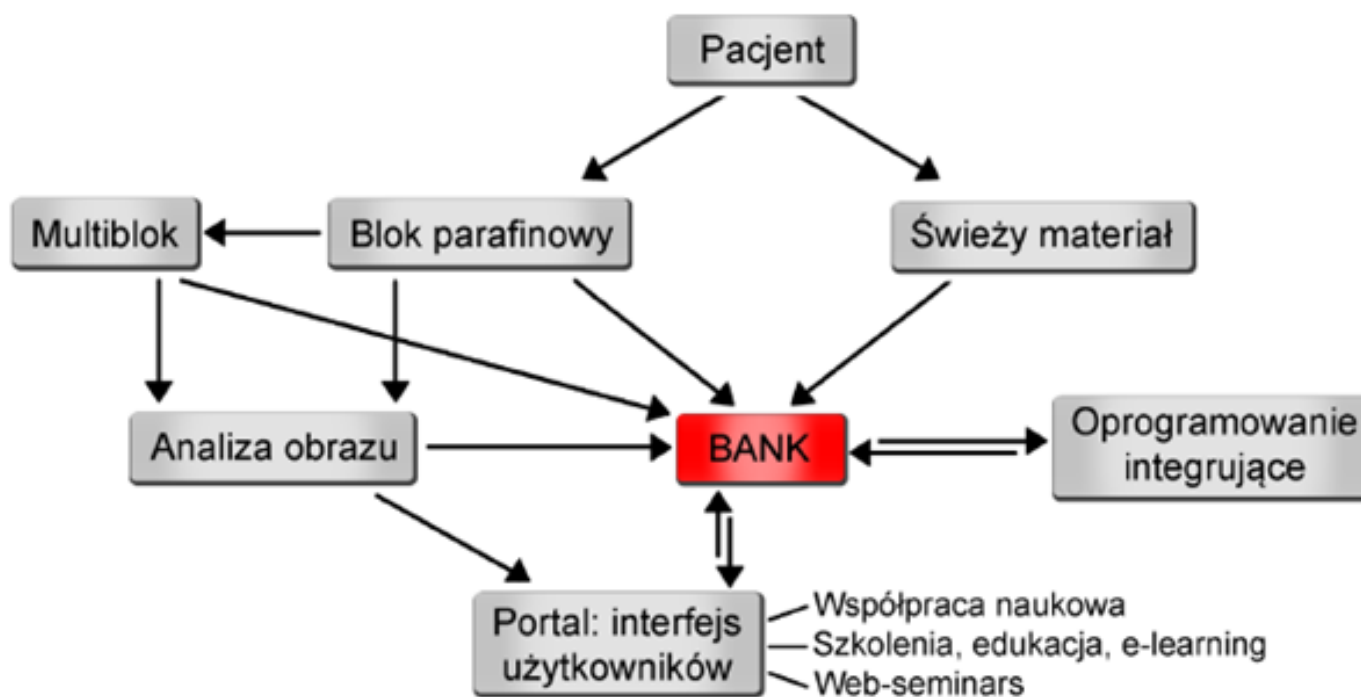 Pacjent
Multiblok
Blok parafinowy
Świeży materiał
Analiza obrazu
BANK
Oprogramowanie
integrujące
Portal: interfejs
użytkowników
Współpraca naukowa
Szkolenia, edukacja, e-learning
Web-seminars